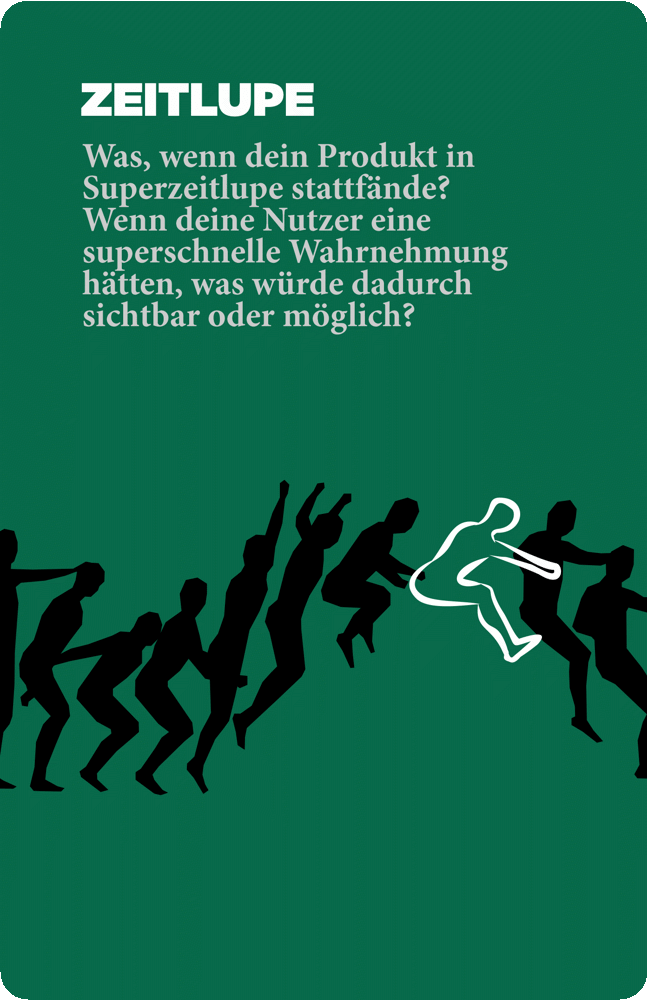 ZEITLUPE
Was, wenn dein Produkt in
Superzeitlupe stattfände?
Wenn deine Nutzer eine
superschnelle Wahrnehmung
hätten, was würde dadurch
sichtbar oder möglich?